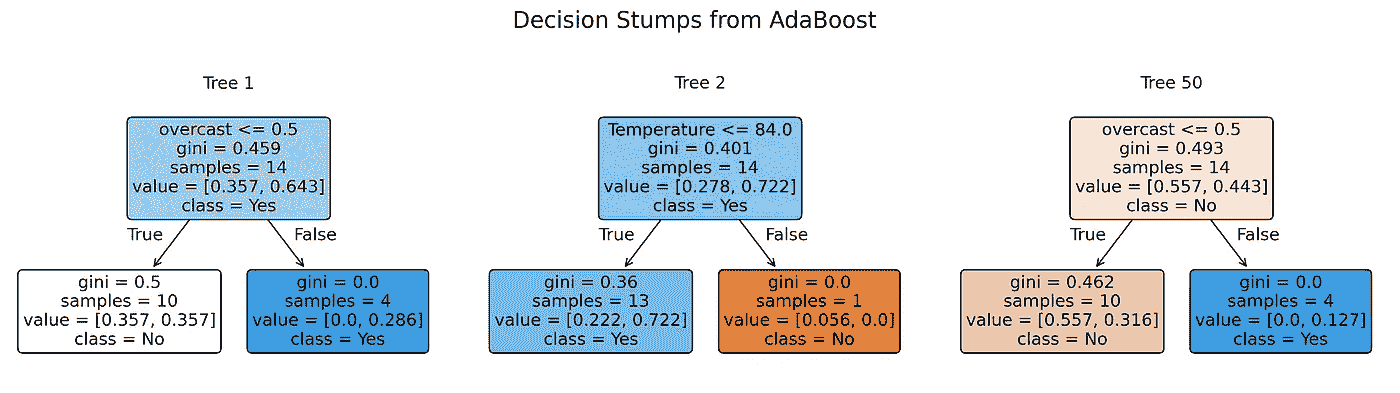 Decision Stumps from AdaBoost
Tree 1
overcast <= 0.5
gini = 0.459
samples = 14
value = [0.357, 0.643]
class = Yes
True
False
gini = 0.5
samples = 10
value = [0.357, 0.357]
class = No
gini = 0.0
samples = 4
value = [0.0, 0.286]
class = Yes
Tree 2
Temperature <= 84.0
gini = 0.401
samples = 14
value = [0.278, 0.722]
class = Yes
True
False
gini = 0.36
samples = 13
value = [0.222, 0.722]
class = Yes
gini = 0.0
samples = 1
value = [0.056, 0.0]
class = No
Tree 50
overcast <= 0.5
gini = 0.493
samples = 14
value = [0.557, 0.443]
class = No
True
False
gini = 0.462
samples = 10
value = [0.557, 0.316]
class = No
gini = 0.0
samples = 4
value = [0.0, 0.127]
class = Yes